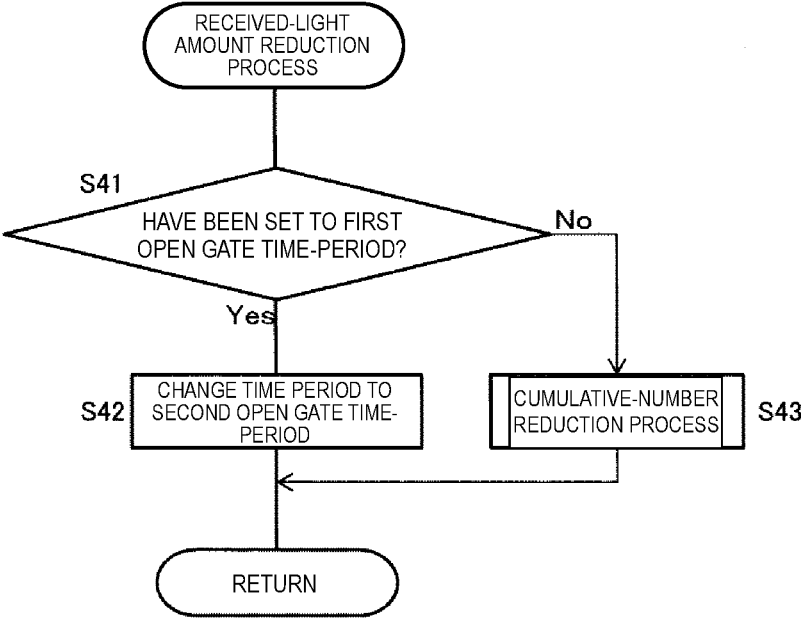 RECEIVED-LIGHT
AMOUNT REDUCTION
PROCESS
S41
HAVE BEEN SET TO FIRST
OPEN GATE TIME-PERIOD?
No
Yes
S42
CHANGE TIME PERIOD TO
SECOND OPEN GATE TIME-
PERIOD
CUMULATIVE-NUMBER
REDUCTION PROCESS
S43
RETURN